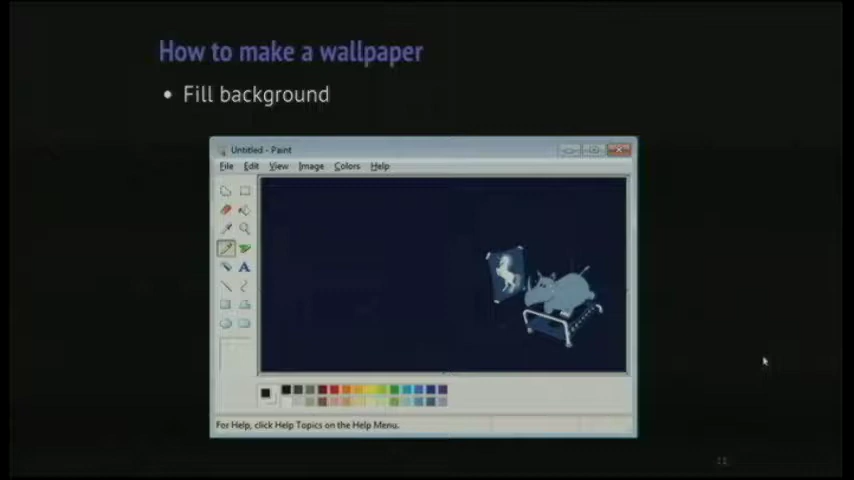 How to make a wallpaper
• Fill background
Untitled - Paint
File Edit View Image Colors Help
A
For Help, click Help Topics on the Help Menu.